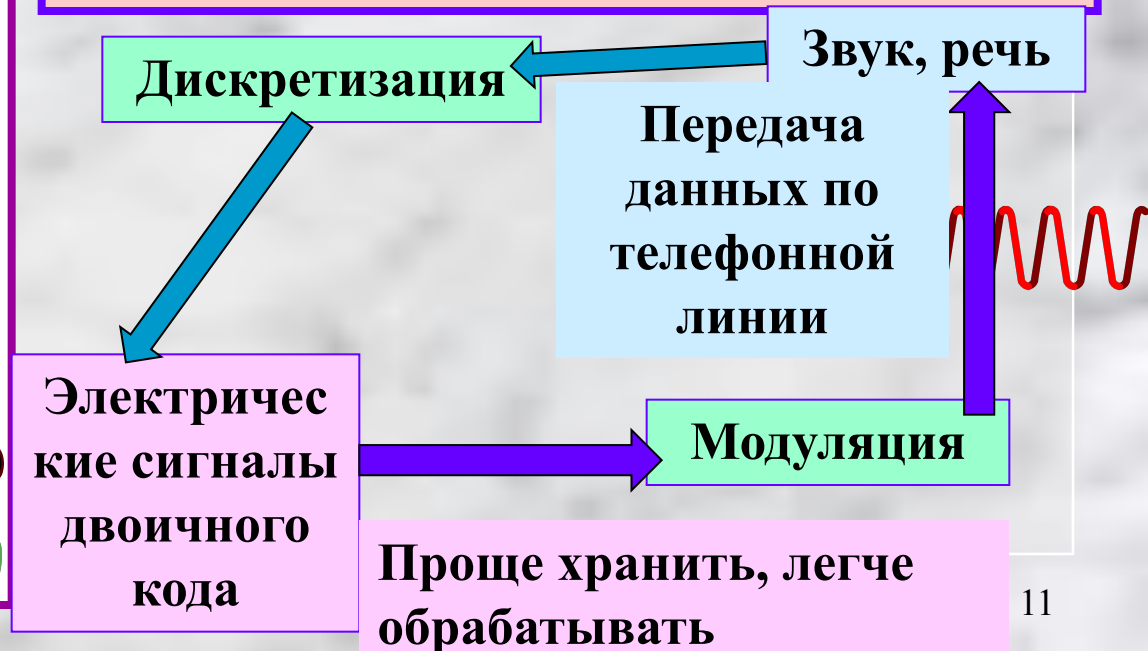 Звук, речь
Дискретизация
Передача
данных по
телефонной
линии
Электричес
кие сигналы
двоичного
кода
Модуляция
Проще хранить, легче
обрабатывать
11